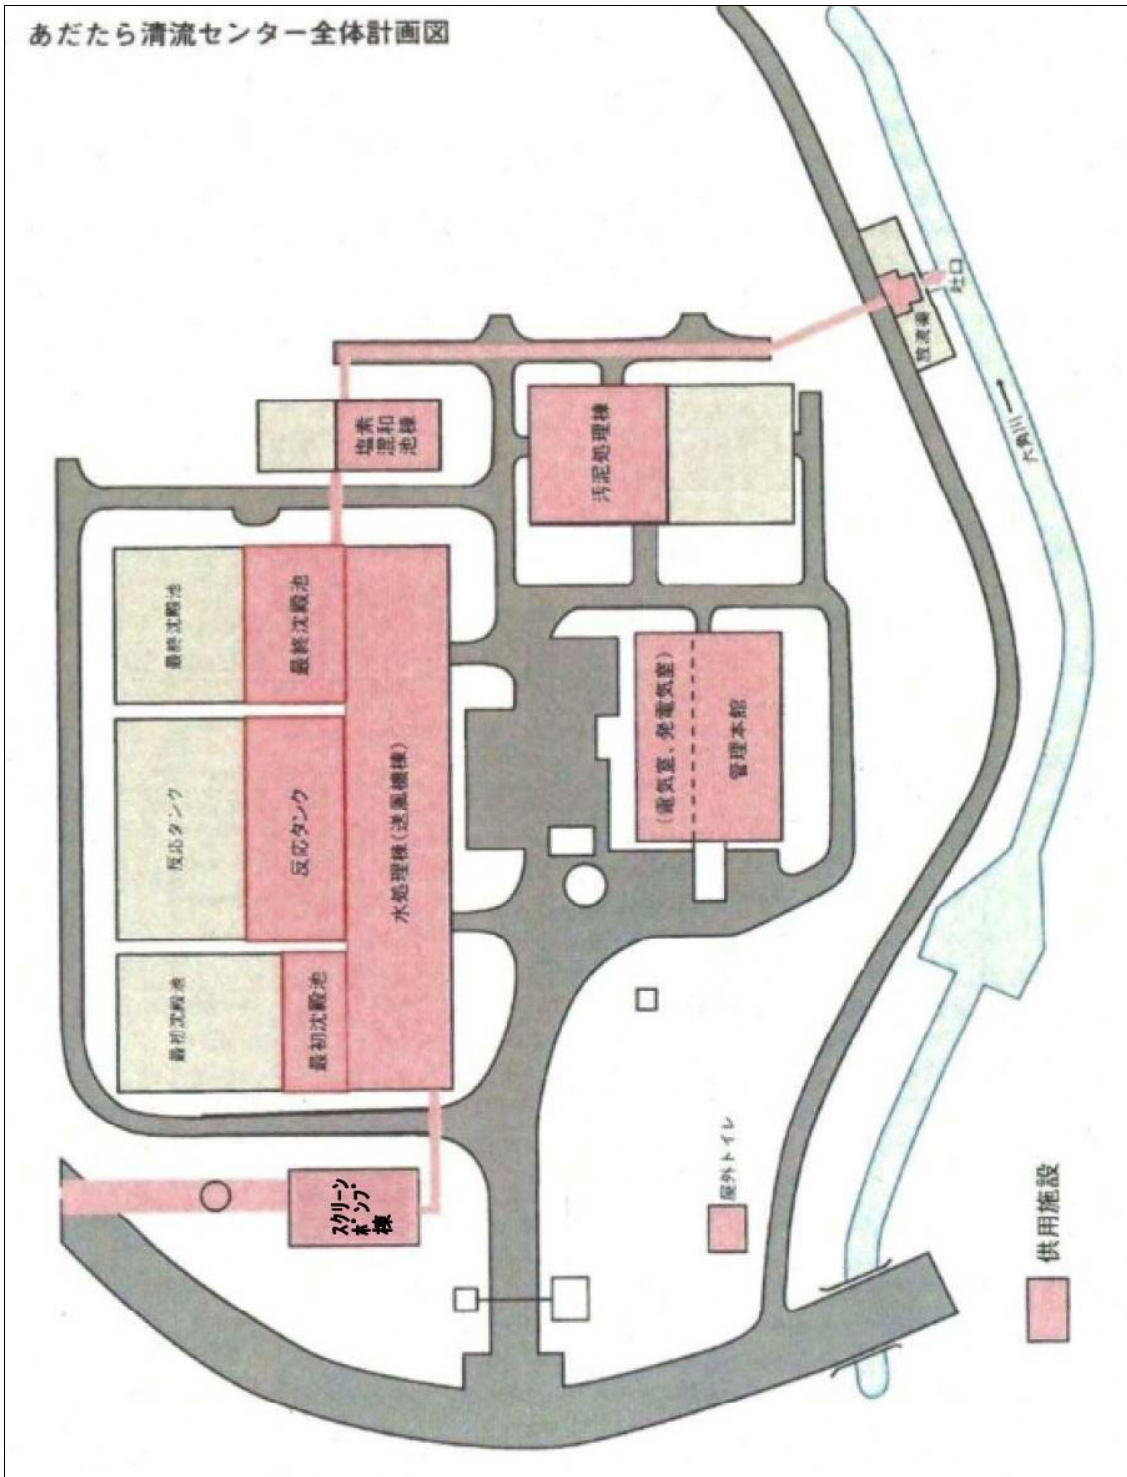 あだたら清流センター全体計画図
吐口
放流渠
六角川
塩素
混和
池棟
汚泥処理棟
最終沈殿池
最終沈殿池
(電気室、発電気室)
管理本館
反応タンク
反応タンク
水処理棟(送風機棟)
最初沈殿池
最初沈殿池
スクリーン
ポンプ
棟
屋外トイレ
供用施設